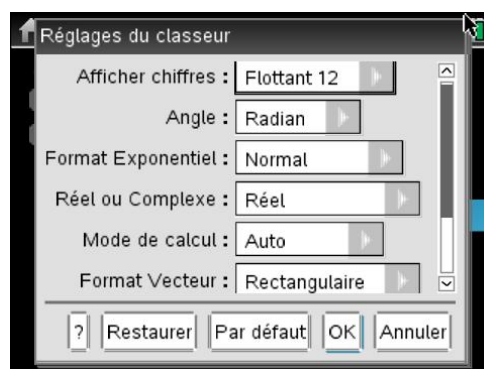 Réglages du classeur
Afficher chiffres : Flottant 12
Angle : Radian
Format Exponentiel : Normal
Réel ou Complexe : Réel
Mode de calcul : Auto
Format Vecteur : Rectangulaire
? Restaurer Par défaut OK Annuler